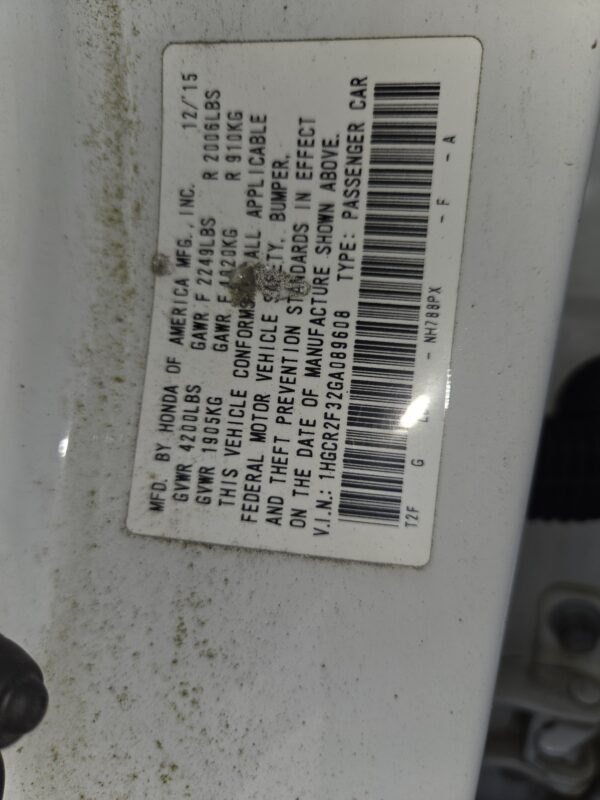 MFD. BY HONDA OF AMERICA MFG., INC. 12/'15
GVWR 4200LBS GAWR F 2249LBS R 2006LBS
GVWR 1905KG GAWR F 1020KG R 910KG
THIS VEHICLE CONFORMS ALL APPLICABLE
FEDERAL MOTOR VEHICLE BUMPER,
AND THEFT PREVENTION STANDARDS IN EFFECT
ON THE DATE OF MANUFACTURE SHOWN ABOVE.
V.I.N.: 1HGCR2F32GA089608 TYPE: PASSENGER CAR
T2F G - NH788PX - F - A